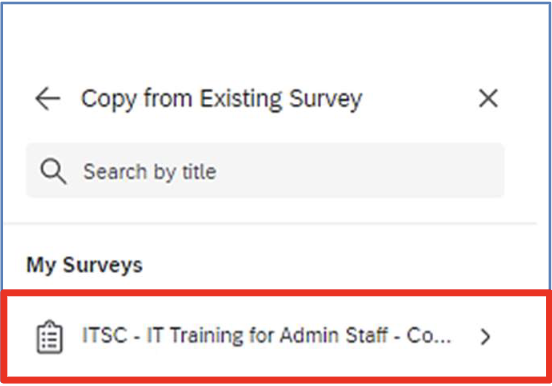 Copy from Existing Survey
Search by title
My Surveys
ITSC - IT Training for Admin Staff - Co...